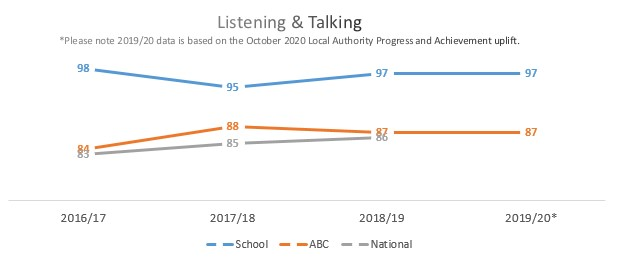 Listening & Talking
*Please note 2019/20 data is based on the October 2020 Local Authority Progress and Achievement uplift.
98 95 97 97
84 88 87 87
83 85 86
2016/17 2017/18 2018/19 2019/20*
School ABC National